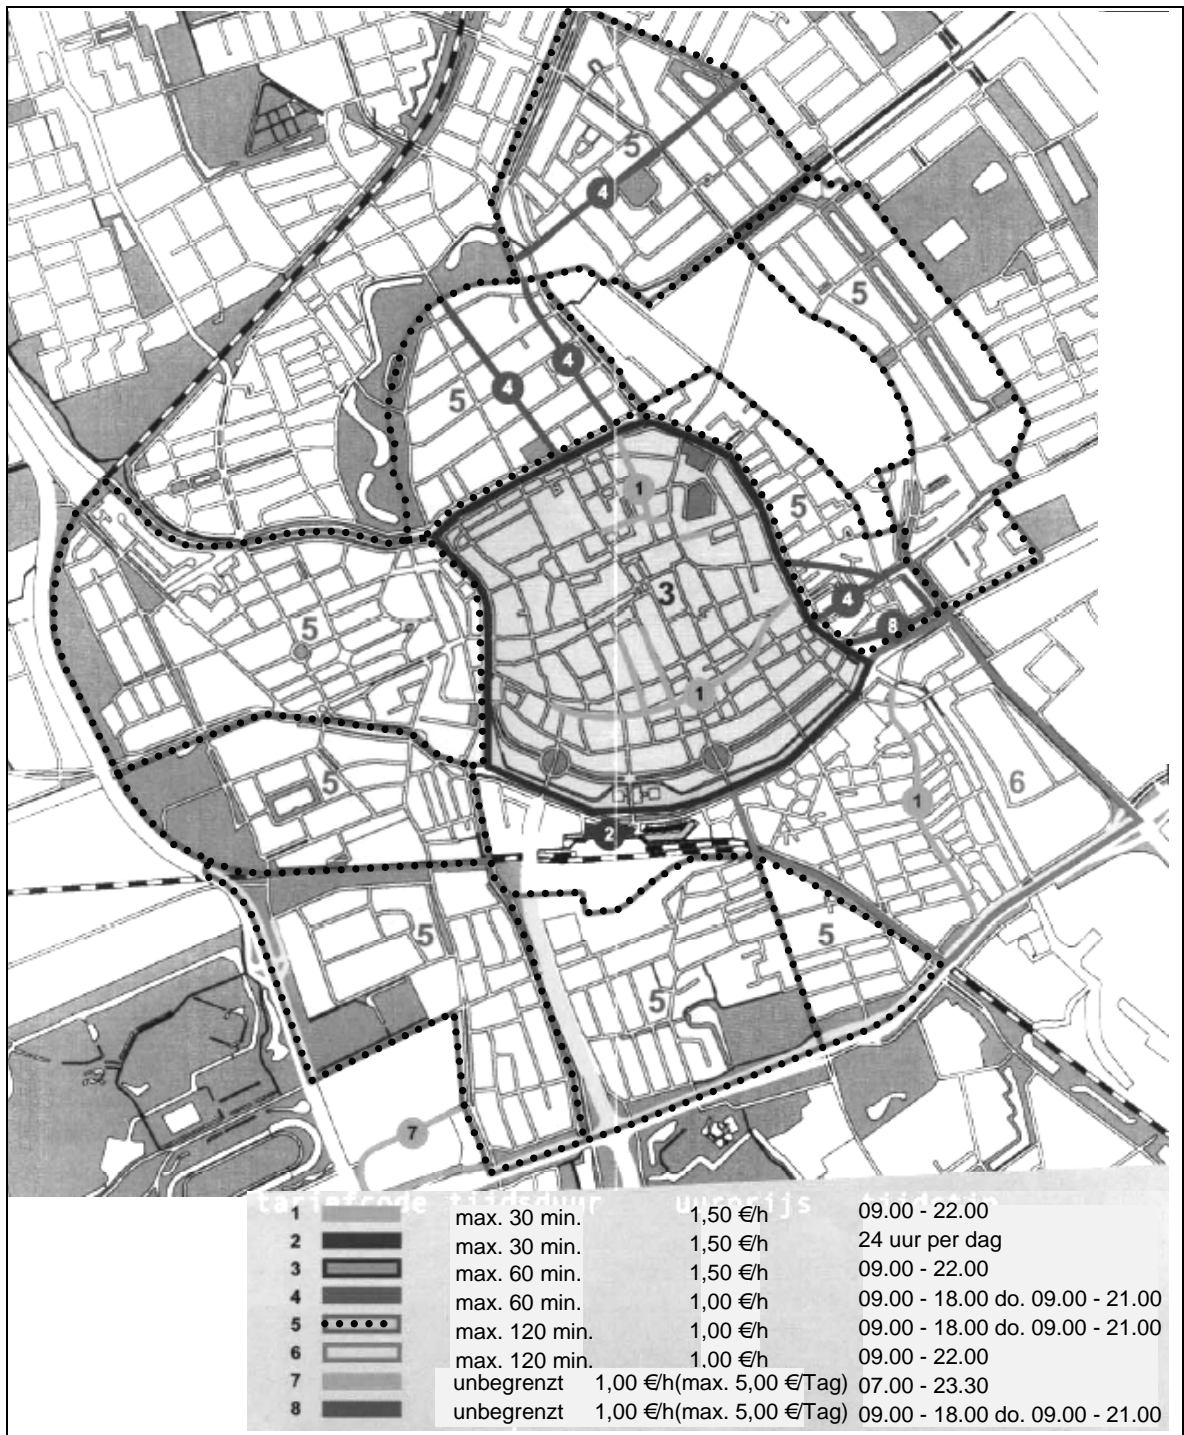 5
4
5
4
4
5
1
5
3
4
8
5
1
5
1
6
2
5
5
5
7
tariefcode tijdsduur uurprijs
1 max. 30 min. 1,50 €/h 09.00 - 22.00
2 max. 30 min. 1,50 €/h 24 uur per dag
3 max. 60 min. 1,50 €/h 09.00 - 22.00
4 max. 60 min. 1,00 €/h 09.00 - 18.00 do. 09.00 - 21.00
5 max. 120 min. 1,00 €/h 09.00 - 18.00 do. 09.00 - 21.00
6 max. 120 min. 1,00 €/h 09.00 - 22.00
7 unbegrenzt 1,00 €/h(max. 5,00 €/Tag) 07.00 - 23.30
8 unbegrenzt 1,00 €/h(max. 5,00 €/Tag) 09.00 - 18.00 do. 09.00 - 21.00